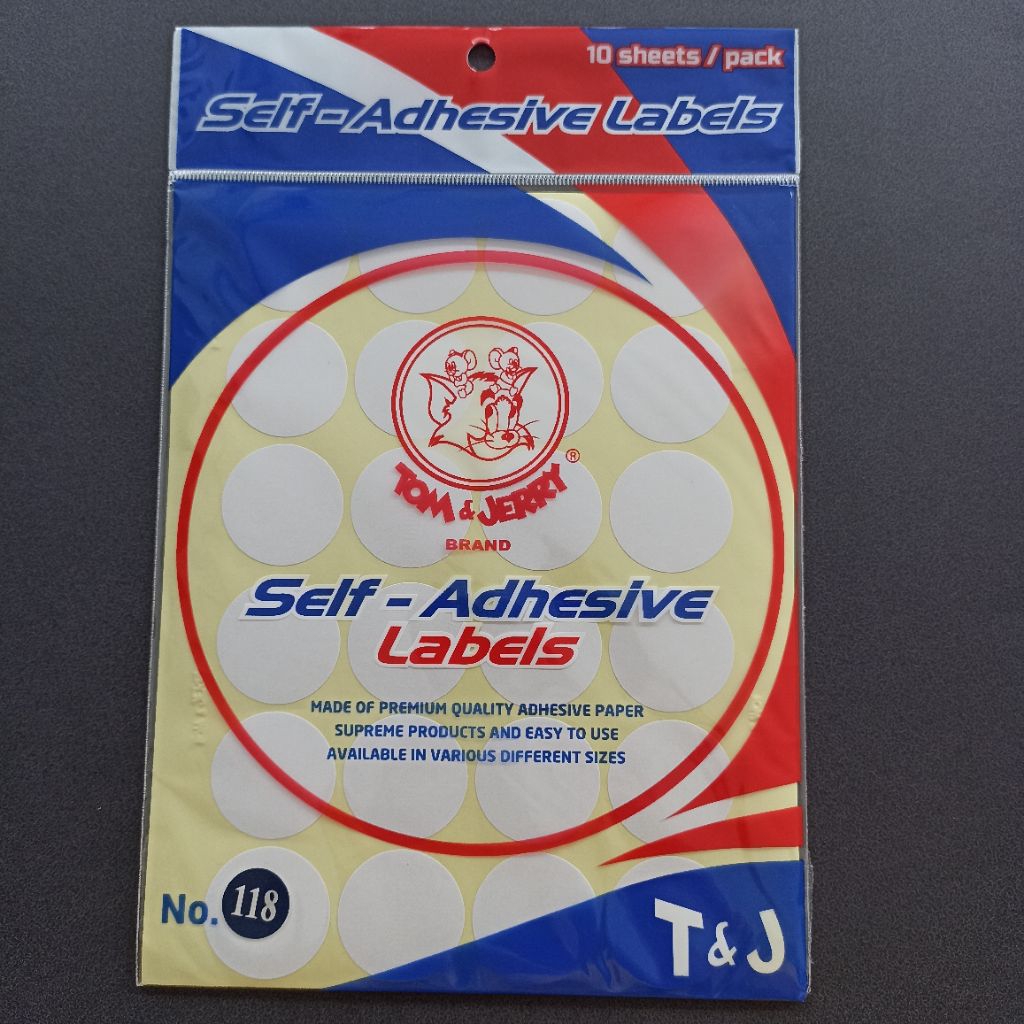 10 sheets / pack
Self-Adhesive Labels
TOM & JERRY ®
BRAND
Self - Adhesive
Labels
MADE OF PREMIUM QUALITY ADHESIVE PAPER
SUPREME PRODUCTS AND EASY TO USE
AVAILABLE IN VARIOUS DIFFERENT SIZES
No. 118
T & J